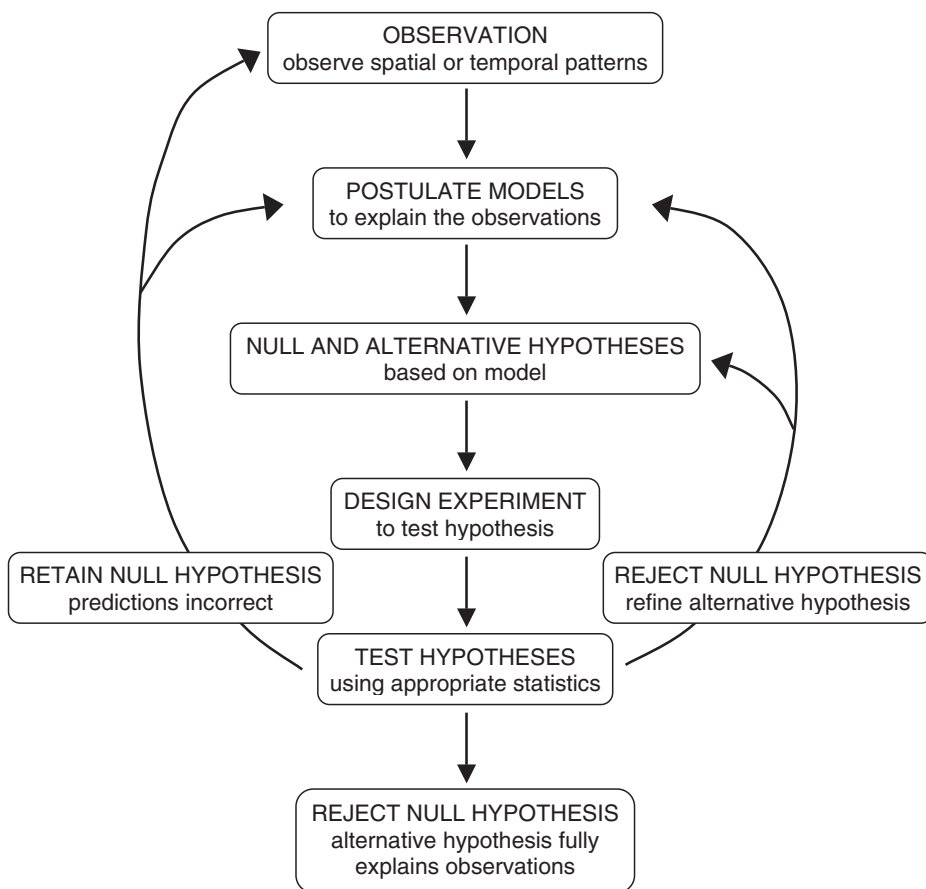 OBSERVATION
observe spatial or temporal patterns
POSTULATE MODELS
to explain the observations
NULL AND ALTERNATIVE HYPOTHESES
based on model
DESIGN EXPERIMENT
to test hypothesis
RETAIN NULL HYPOTHESIS
predictions incorrect
REJECT NULL HYPOTHESIS
refine alternative hypothesis
TEST HYPOTHESES
using appropriate statistics
REJECT NULL HYPOTHESIS
alternative hypothesis fully
explains observations